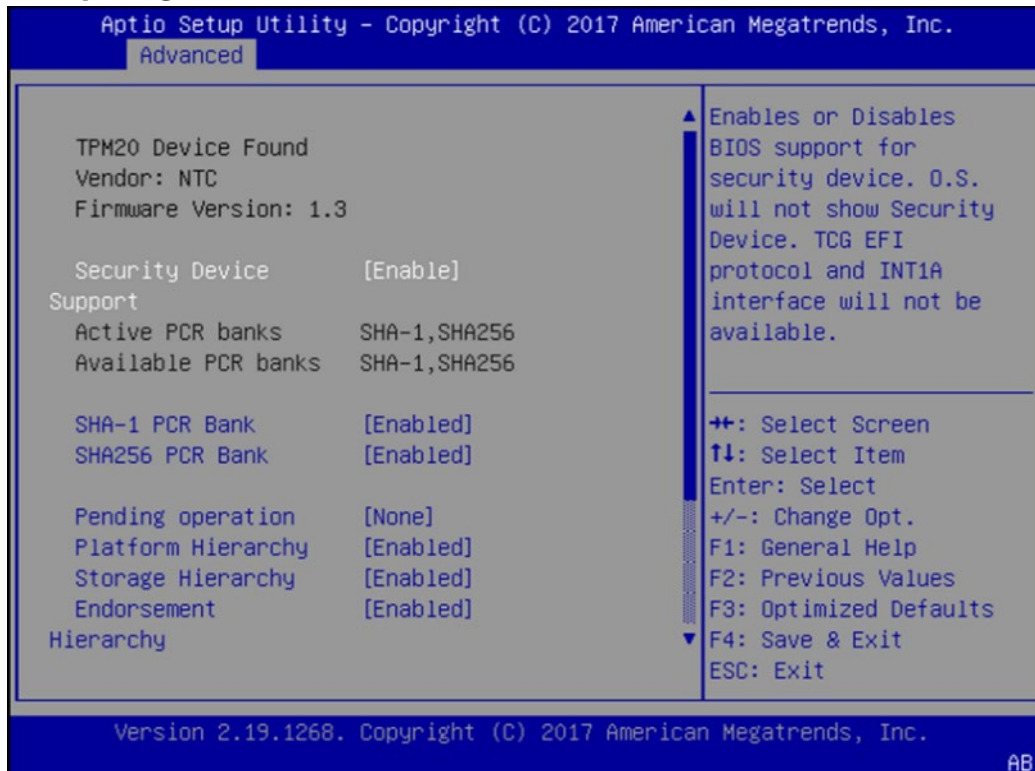 Aptio Setup Utility – Copyright (C) 2017 American Megatrends, Inc.
Advanced
TPM20 Device Found
Vendor: NTC
Firmware Version: 1.3
Security Device [Enable]
Support
Active PCR banks SHA-1,SHA256
Available PCR banks SHA-1,SHA256
SHA-1 PCR Bank [Enabled]
SHA256 PCR Bank [Enabled]
Pending operation [None]
Platform Hierarchy [Enabled]
Storage Hierarchy [Enabled]
Endorsement [Enabled]
Hierarchy
Enables or Disables
BIOS support for
security device. O.S.
will not show Security
Device. TCG EFI
protocol and INT1A
interface will not be
available.
→←: Select Screen
↑↓: Select Item
Enter: Select
+/-: Change Opt.
F1: General Help
F2: Previous Values
F3: Optimized Defaults
F4: Save & Exit
ESC: Exit
Version 2.19.1268. Copyright (C) 2017 American Megatrends, Inc.
AB